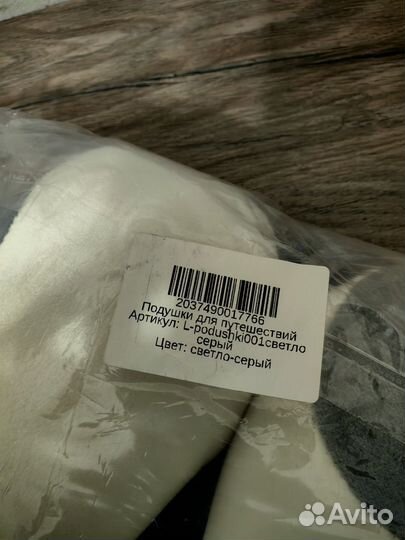 2037490017766
Подушки для путешествий
Артикул: L-podushki001светло
серый
Цвет: светло-серый
Avito